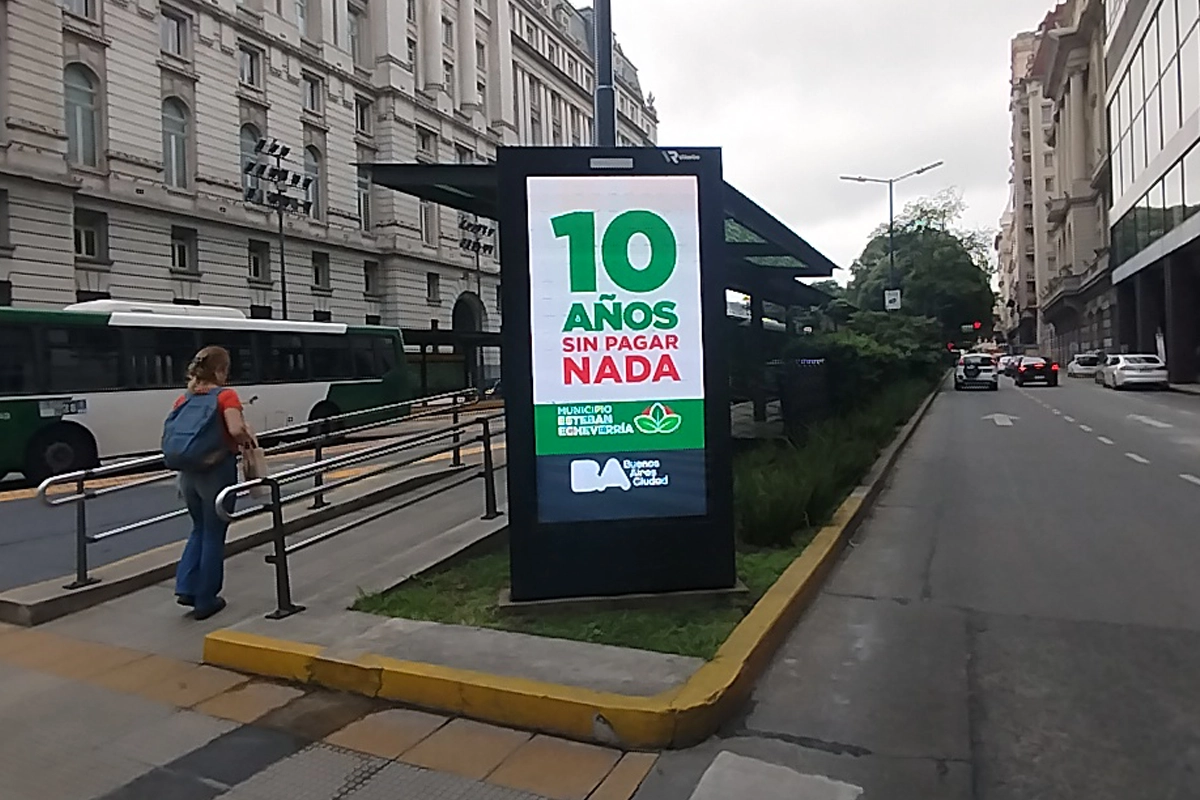 10
AÑOS
SIN PAGAR
NADA
MUNICIPIO
ESTEBAN
ECHEVERRÍA
BA
Buenos
Aires
Ciudad